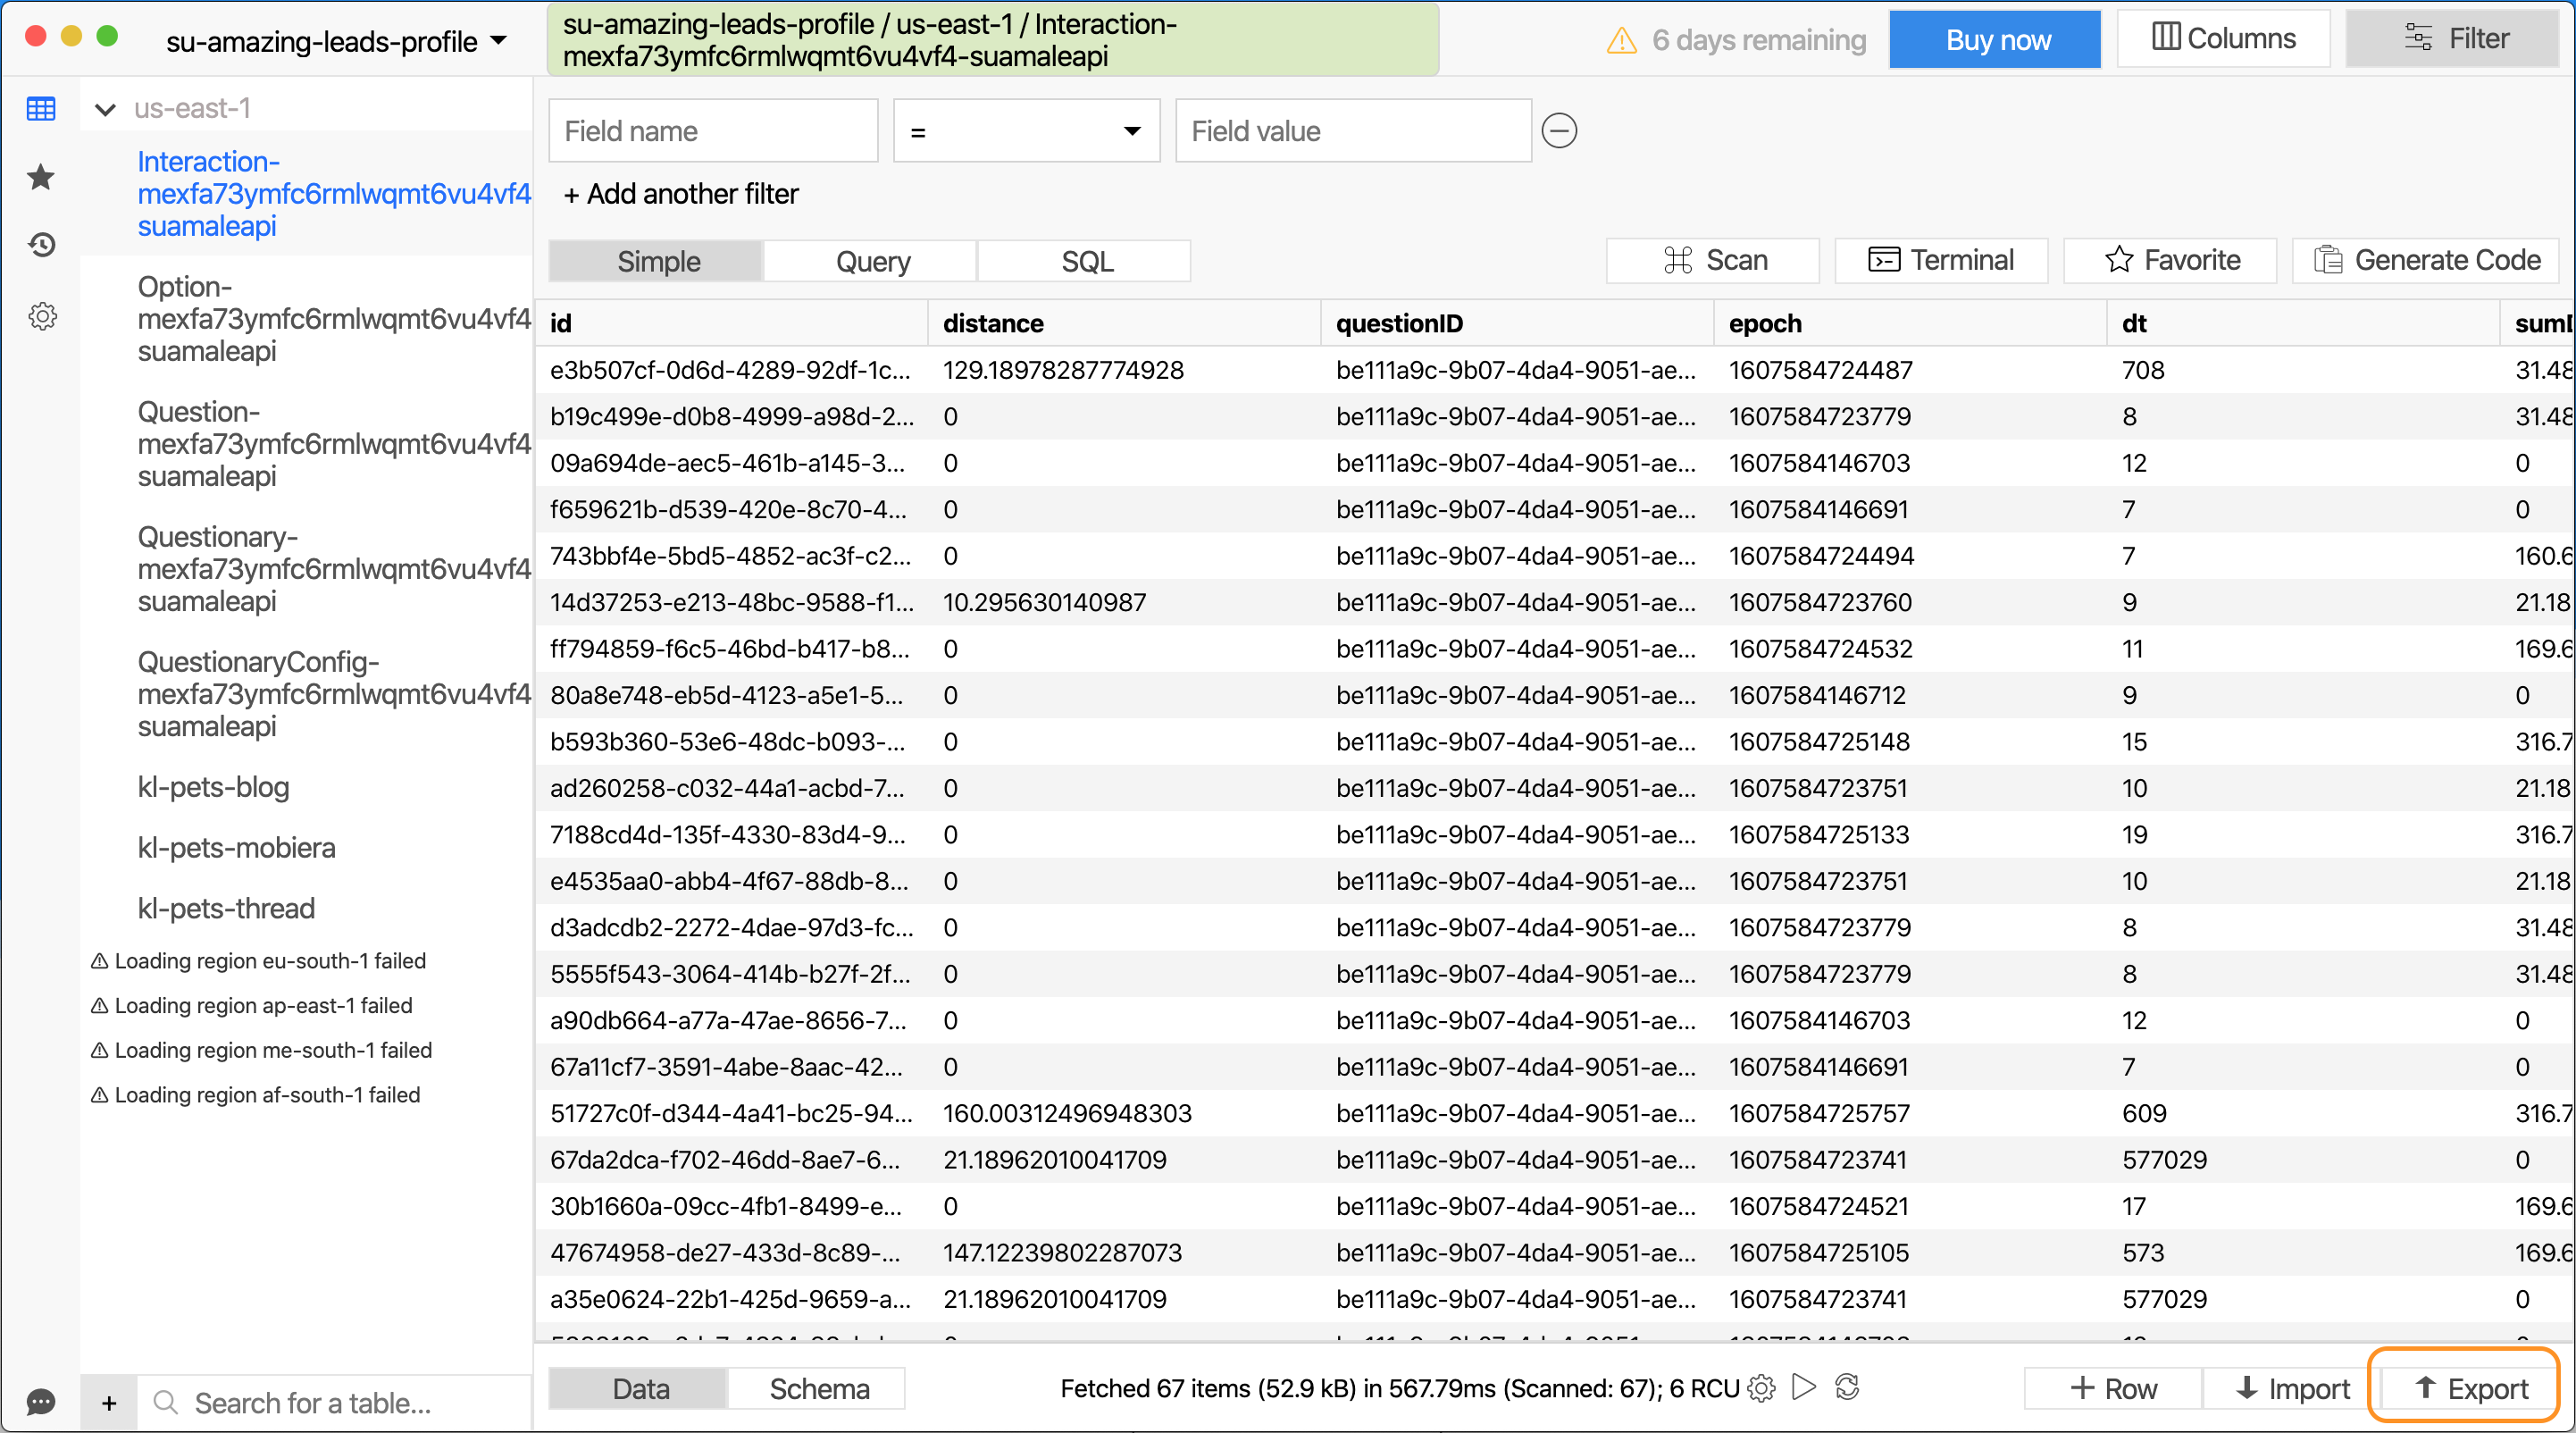 su-amazing-leads-profile
su-amazing-leads-profile / us-east-1 / Interaction-
mexfa73ymfc6rmlwqmt6vu4vf4-suamaleapi
6 days remaining
Buy now
Columns
Filter
us-east-1
Interaction-
mexfa73ymfc6rmlwqmt6vu4vf4
suamaleapi
Option-
mexfa73ymfc6rmlwqmt6vu4vf4
suamaleapi
Question-
mexfa73ymfc6rmlwqmt6vu4vf4
suamaleapi
Questionary-
mexfa73ymfc6rmlwqmt6vu4vf4
suamaleapi
QuestionaryConfig-
mexfa73ymfc6rmlwqmt6vu4vf4
suamaleapi
kl-pets-blog
kl-pets-mobiera
kl-pets-thread
Loading region eu-south-1 failed
Loading region ap-east-1 failed
Loading region me-south-1 failed
Loading region af-south-1 failed
+ Search for a table...
Field name = Field value
+ Add another filter
Simple Query SQL
Scan Terminal Favorite Generate Code
id distance questionID epoch dt
e3b507cf-0d6d-4289-92df-1c... 129.18978287774928 be111a9c-9b07-4da4-9051-ae... 1607584724487 708 31.48
b19c499e-d0b8-4999-a98d-2... 0 be111a9c-9b07-4da4-9051-ae... 1607584723779 8 31.48
09a694de-aec5-461b-a145-3... 0 be111a9c-9b07-4da4-9051-ae... 1607584146703 12 0
f659621b-d539-420e-8c70-4... 0 be111a9c-9b07-4da4-9051-ae... 1607584146691 7 0
743bbf4e-5bd5-4852-ac3f-c2... 0 be111a9c-9b07-4da4-9051-ae... 1607584724494 7 160.6
14d37253-e213-48bc-9588-f1... 10.295630140987 be111a9c-9b07-4da4-9051-ae... 1607584723760 9 21.18
ff794859-f6c5-46bd-b417-b8... 0 be111a9c-9b07-4da4-9051-ae... 1607584724532 11 169.6
80a8e748-eb5d-4123-a5e1-5... 0 be111a9c-9b07-4da4-9051-ae... 1607584146712 9 0
b593b360-53e6-48dc-b093-... 0 be111a9c-9b07-4da4-9051-ae... 1607584725148 15 316.7
ad260258-c032-44a1-acbd-7... 0 be111a9c-9b07-4da4-9051-ae... 1607584723751 10 21.18
7188cd4d-135f-4330-83d4-9... 0 be111a9c-9b07-4da4-9051-ae... 1607584725133 19 316.7
e4535aa0-abb4-4f67-88db-8... 0 be111a9c-9b07-4da4-9051-ae... 1607584723751 10 21.18
d3adcdb2-2272-4dae-97d3-fc... 0 be111a9c-9b07-4da4-9051-ae... 1607584723779 8 31.48
5555f543-3064-414b-b27f-2f... 0 be111a9c-9b07-4da4-9051-ae... 1607584723779 8 31.48
a90db664-a77a-47ae-8656-7... 0 be111a9c-9b07-4da4-9051-ae... 1607584146703 12 0
67a11cf7-3591-4abe-8aac-42... 0 be111a9c-9b07-4da4-9051-ae... 1607584146691 7 0
51727c0f-d344-4a41-bc25-94... 160.00312496948303 be111a9c-9b07-4da4-9051-ae... 1607584725757 609 316.7
67da2dca-f702-46dd-8ae7-6... 21.18962010041709 be111a9c-9b07-4da4-9051-ae... 1607584723741 577029 0
30b1660a-09cc-4fb1-8499-e... 0 be111a9c-9b07-4da4-9051-ae... 1607584724521 17 169.6
47674958-de27-433d-8c89-... 147.12239802287073 be111a9c-9b07-4da4-9051-ae... 1607584725105 573 169.6
a35e0624-22b1-425d-9659-a... 21.18962010041709 be111a9c-9b07-4da4-9051-ae... 1607584723741 577029 0
Data Schema
Fetched 67 items (52.9 kB) in 567.79ms (Scanned: 67); 6 RCU
Row Import Export